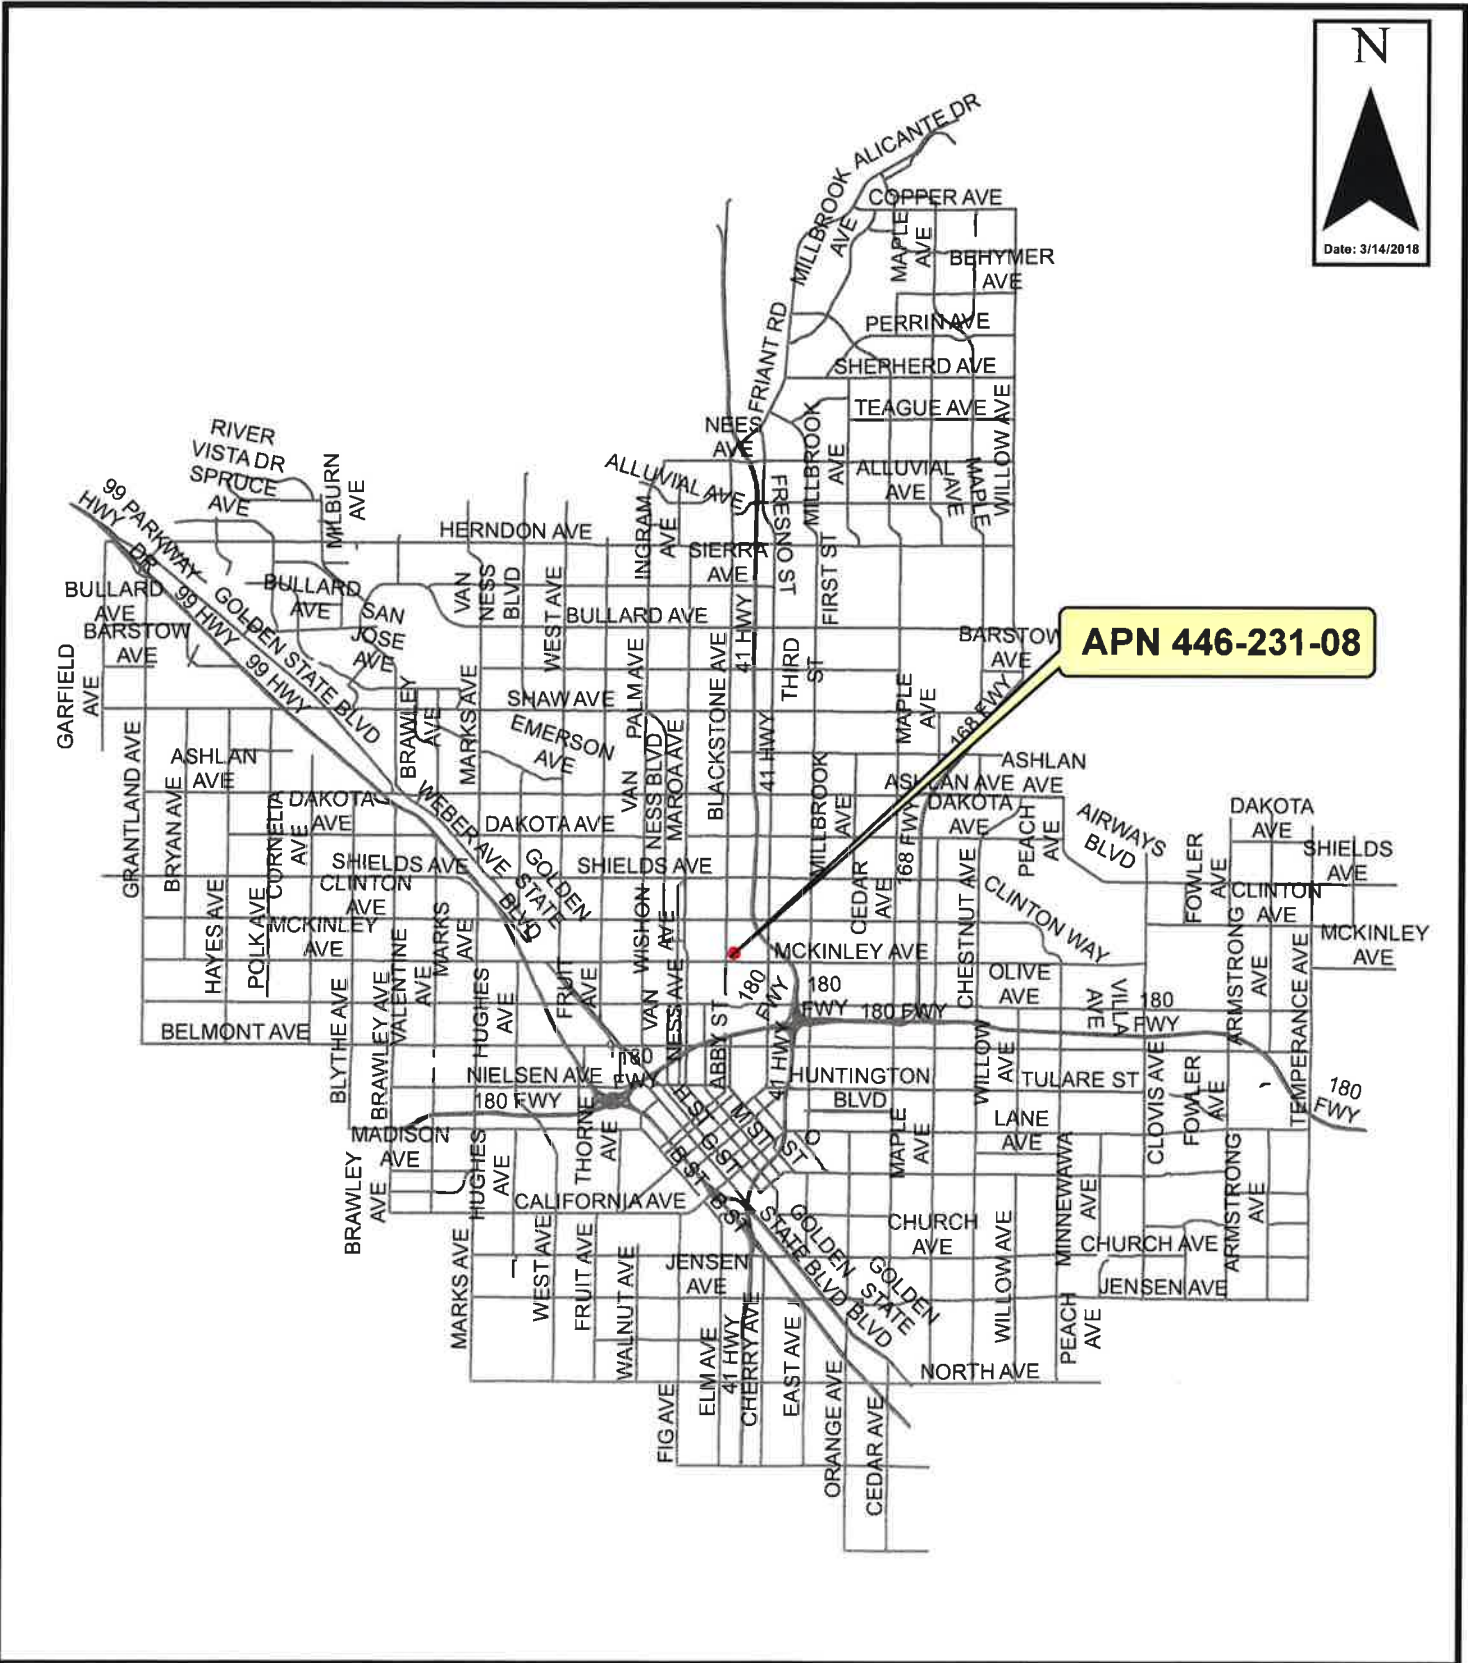 N
Date: 3/14/2018
ALICANTE DR
MILLBROOK
AVE
COPPER AVE
MAPLE
AVE
BEHYMER
AVE
PERRIN AVE
FRIANT RD
SHEPHERD AVE
TEAGUE AVE
WILLOW AVE
NEES
AVE
MILLBROOK
AVE
RIVER
VISTA DR
SPRUCE
AVE
MILBURN
AVE
ALLUVIAL AVE
ALLUVIAL
AVE
MAPLE
AVE
99 PARKWAY
HWY
DR
HERNDON AVE
INGRAM
AVE
FRESNO ST
SIERRA
AVE
FIRST ST
BULLARD
AVE
BULLARD
AVE
VAN
NESS
BLVD
WEST AVE
BULLARD AVE
99 HWY
GOLDEN STATE BLVD
SAN
JOSE
AVE
BARSTOW
AVE
99 HWY
41 HWY
BARSTOW
AVE
APN 446-231-08
GARFIELD
AVE
PALM AVE
BLACKSTONE AVE
THIRD
ST
BRAWLEY
AVE
MARKS AVE
SHAW AVE
MAPLE
AVE
168 FWY
EMERSON
AVE
GRANTLAND AVE
ASHLAN
AVE
BRYAN AVE
VAN
NESS BLVD
MAROA AVE
41 HWY
ASHLAN
AVE
ASHLAN AVE
CORNELIA
AVE
DAKOTA
AVE
WEBER AVE
DAKOTA AVE
MILLBROOK
AVE
168 FWY
DAKOTA
AVE
PEACH
AVE
AIRWAYS
BLVD
DAKOTA
AVE
SHIELDS AVE
GOLDEN
STATE
BLVD
SHIELDS AVE
FOWLER
AVE
SHIELDS
AVE
CLINTON
AVE
CEDAR
AVE
CHESTNUT AVE
CLINTON WAY
CLINTON
AVE
HAYES AVE
POLK AVE
MCKINLEY
AVE
MARKS
AVE
WISHON
AVE
MCKINLEY AVE
MCKINLEY
AVE
BLYTHE AVE
BRAWLEY AVE
VALENTINE
AVE
HUGHES
AVE
FRUIT
AVE
VAN
NESS AVE
ABBY ST
180
FWY
180
FWY
180 FWY
OLIVE
AVE
VILLA
AVE
180
FWY
ARMSTRONG
AVE
TEMPERANCE AVE
BELMONT AVE
180
FWY
41 HWY
WILLOW
AVE
NIELSEN AVE
HUNTINGTON
BLVD
TULARE ST
CLOVIS AVE
FOWLER
AVE
180
FWY
180 FWY
H ST
M ST
G ST
B ST
B ST
O
ST
THORNE
AVE
MADISON
AVE
HUGHES
AVE
MAPLE
AVE
LANE
AVE
BRAWLEY
AVE
CALIFORNIA AVE
MINNEWAWA
AVE
ARMSTRONG
AVE
GOLDEN
STATE BLVD
CHURCH
AVE
CHURCH AVE
MARKS AVE
WEST AVE
FRUIT AVE
WALNUT AVE
JENSEN
AVE
GOLDEN
STATE
BLVD
WILLOW AVE
JENSEN AVE
PEACH
AVE
ELM AVE
41 HWY
CHERRY AVE
EAST AVE
ORANGE AVE
NORTH AVE
FIG AVE
CEDAR AVE